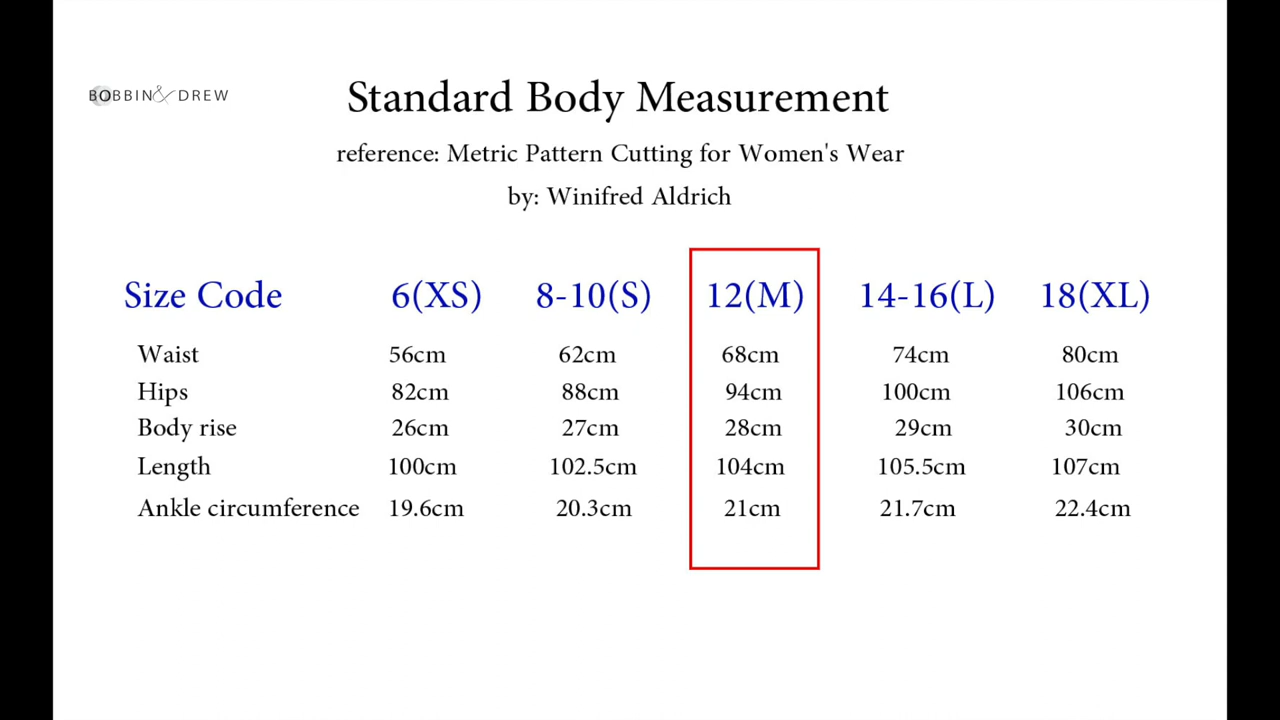 BOBBIN & DREW
Standard Body Measurement
reference: Metric Pattern Cutting for Women's Wear
by: Winifred Aldrich
Size Code 6(XS) 8-10(S) 12(M) 14-16(L) 18(XL)
Waist 56cm 62cm 68cm 74cm 80cm
Hips 82cm 88cm 94cm 100cm 106cm
Body rise 26cm 27cm 28cm 29cm 30cm
Length 100cm 102.5cm 104cm 105.5cm 107cm
Ankle circumference 19.6cm 20.3cm 21cm 21.7cm 22.4cm